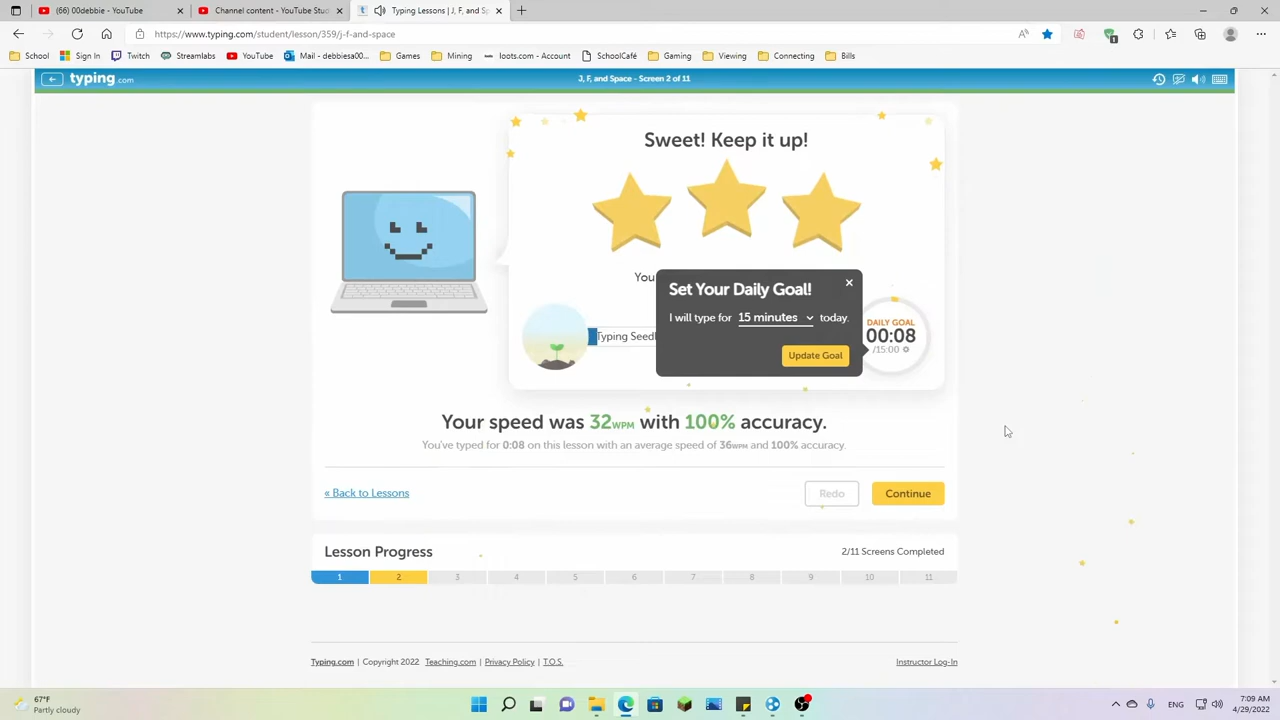 (66) 00debbie - YouTube
Channel content - YouTube Stud
Typing Lessons | J, F, and Sp
https://www.typing.com/student/lesson/359/j-f-and-space
School
Sign In
Twitch
Streamlabs
YouTube
Mail - debbiesa00...
Games
Mining
loots.com - Account
SchoolCafé
Gaming
Viewing
Connecting
Bills
typing.com
J, F, and Space - Screen 2 of 11
Sweet! Keep it up!
You
Set Your Daily Goal!
I will type for 15 minutes today.
Update Goal
Typing Seedl
DAILY GOAL
00:08
/15:00
Your speed was 32WPM with 100% accuracy.
You've typed for 0:08 on this lesson with an average speed of 36WPM and 100% accuracy.
« Back to Lessons
Redo
Continue
Lesson Progress
2/11 Screens Completed
1 2 3 4 5 6 7 8 9 10 11
Typing.com | Copyright 2022 Teaching.com | Privacy Policy | T.O.S.
Instructor Log-In
67°F
Partly cloudy
ENG
7:09 AM
4/29/2022